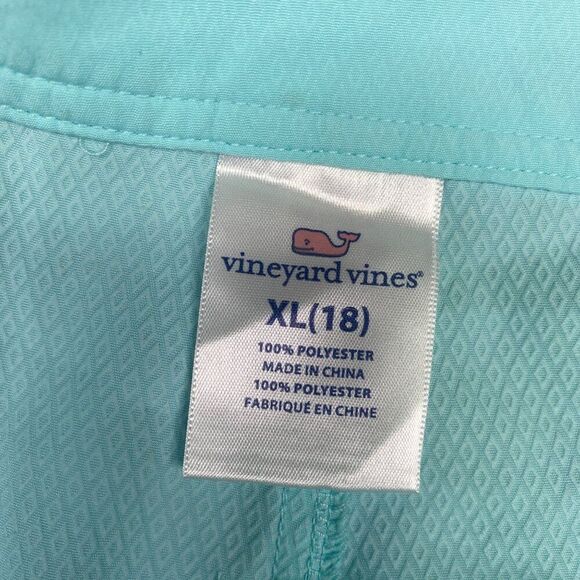 vineyard vines®
XL(18)
100% POLYESTER
MADE IN CHINA
100% POLYESTER
FABRIQUÉ EN CHINE